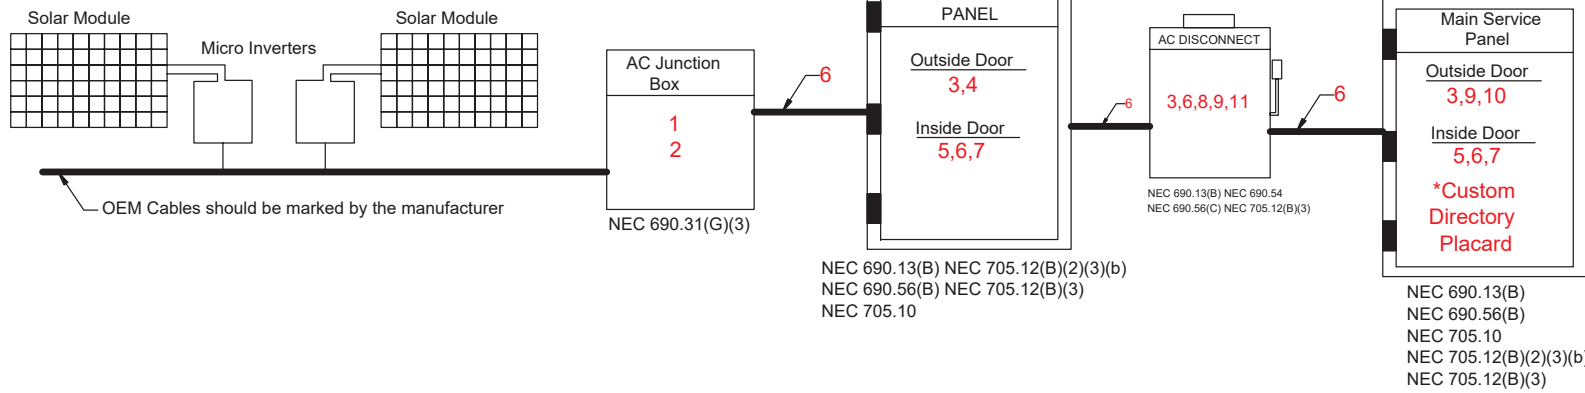 Solar Module
Solar Module
Micro Inverters
OEM Cables should be marked by the manufacturer
AC Junction
Box
1
2
NEC 690.31(G)(3)
6
PANEL
Outside Door
3,4
Inside Door
5,6,7
NEC 690.13(B) NEC 705.12(B)(2)(3)(b)
NEC 690.56(B) NEC 705.12(B)(3)
NEC 705.10
6
AC DISCONNECT
3,6,8,9,11
NEC 690.13(B) NEC 690.54
NEC 690.56(C) NEC 705.12(B)(3)
6
Main Service
Panel
Outside Door
3,9,10
Inside Door
5,6,7
*Custom
Directory
Placard
NEC 690.13(B)
NEC 690.56(B)
NEC 705.10
NEC 705.12(B)(2)(3)(b)
NEC 705.12(B)(3)